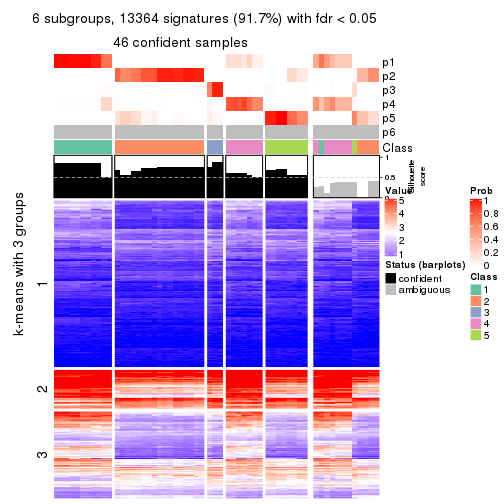 6 subgroups, 13364 signatures (91.7%) with fdr < 0.05
46 confident samples
p1
p2
p3
p4
p5
p6
Class
1
0.5
0
Silhouette
score
k-means with 3 groups
1
2
3
Value
5
4
3
2
1
Status (barplots)
confident
ambiguous
Prob
1
0.8
0.6
0.4
0.2
0
Class
1
2
3
4
5